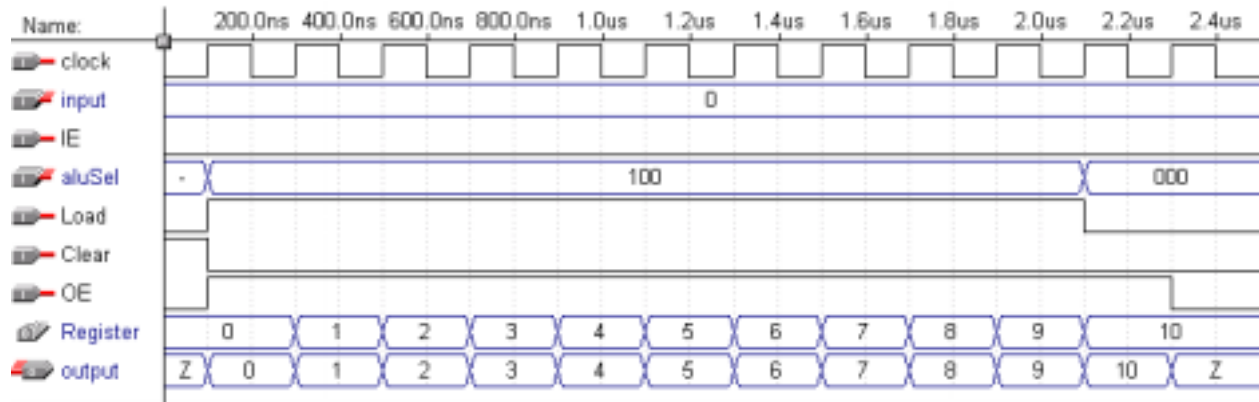 Name: 200.0ns 400.0ns 600.0ns 800.0ns 1.0us 1.2us 1.4us 1.6us 1.8us 2.0us 2.2us 2.4us
clock
input 0
IE
aluSel - 100 000
Load
Clear
OE
Register 0 1 2 3 4 5 6 7 8 9 10
output Z 0 1 2 3 4 5 6 7 8 9 10 Z